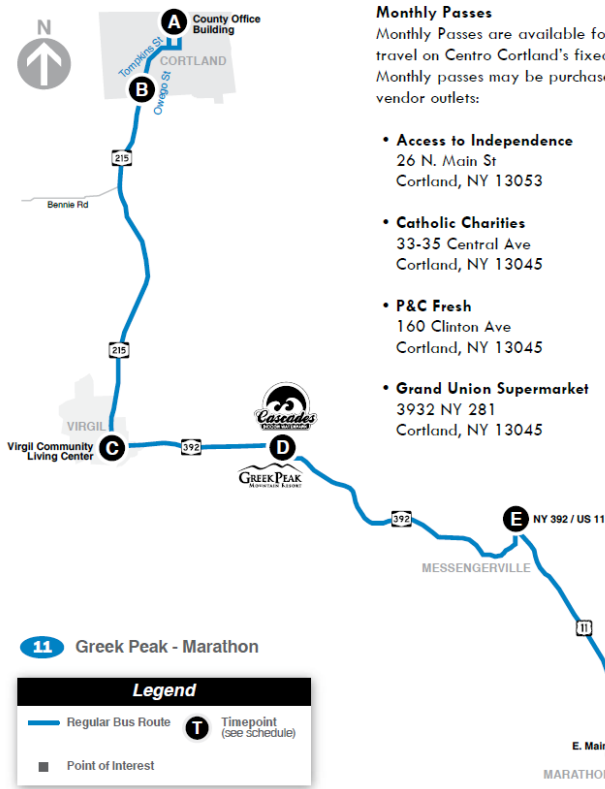 N
A
County Office
Building
Tompkins St
CORTLAND
B
Owego St
215
Bennie Rd
215
VIRGIL
Virgil Community
Living Center
C
392
Cascades
INDOOR WATERPARK
D
GREEK PEAK
MOUNTAIN RESORT
392
E
NY 392 / US 11
MESSENGERVILLE
11
E. Main
MARATHO
Monthly Passes
Monthly Passes are available fo
travel on Centro Cortland's fixed
Monthly passes may be purchase
vendor outlets:
• Access to Independence
26 N. Main St
Cortland, NY 13053
• Catholic Charities
33-35 Central Ave
Cortland, NY 13045
• P&C Fresh
160 Clinton Ave
Cortland, NY 13045
• Grand Union Supermarket
3932 NY 281
Cortland, NY 13045
11 Greek Peak - Marathon
Legend
Regular Bus Route
T
Timepoint
(see schedule)
Point of Interest